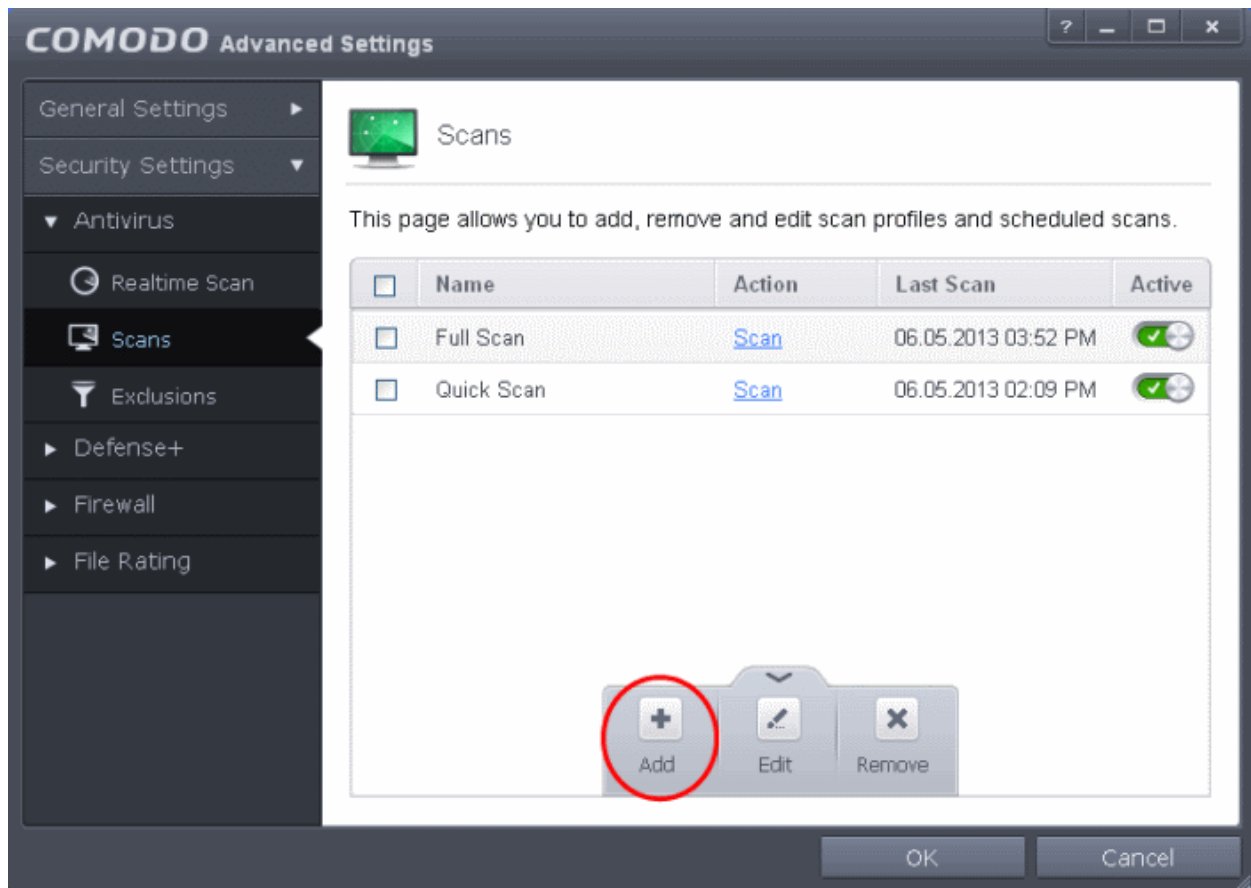 COMODO Advanced Settings
?
General Settings
Security Settings
Antivirus
Realtime Scan
Scans
Exclusions
Defense+
Firewall
File Rating
Scans
This page allows you to add, remove and edit scan profiles and scheduled scans.
Name Action Last Scan Active
Full Scan Scan 06.05.2013 03:52 PM
Quick Scan Scan 06.05.2013 02:09 PM
Add Edit Remove
OK Cancel